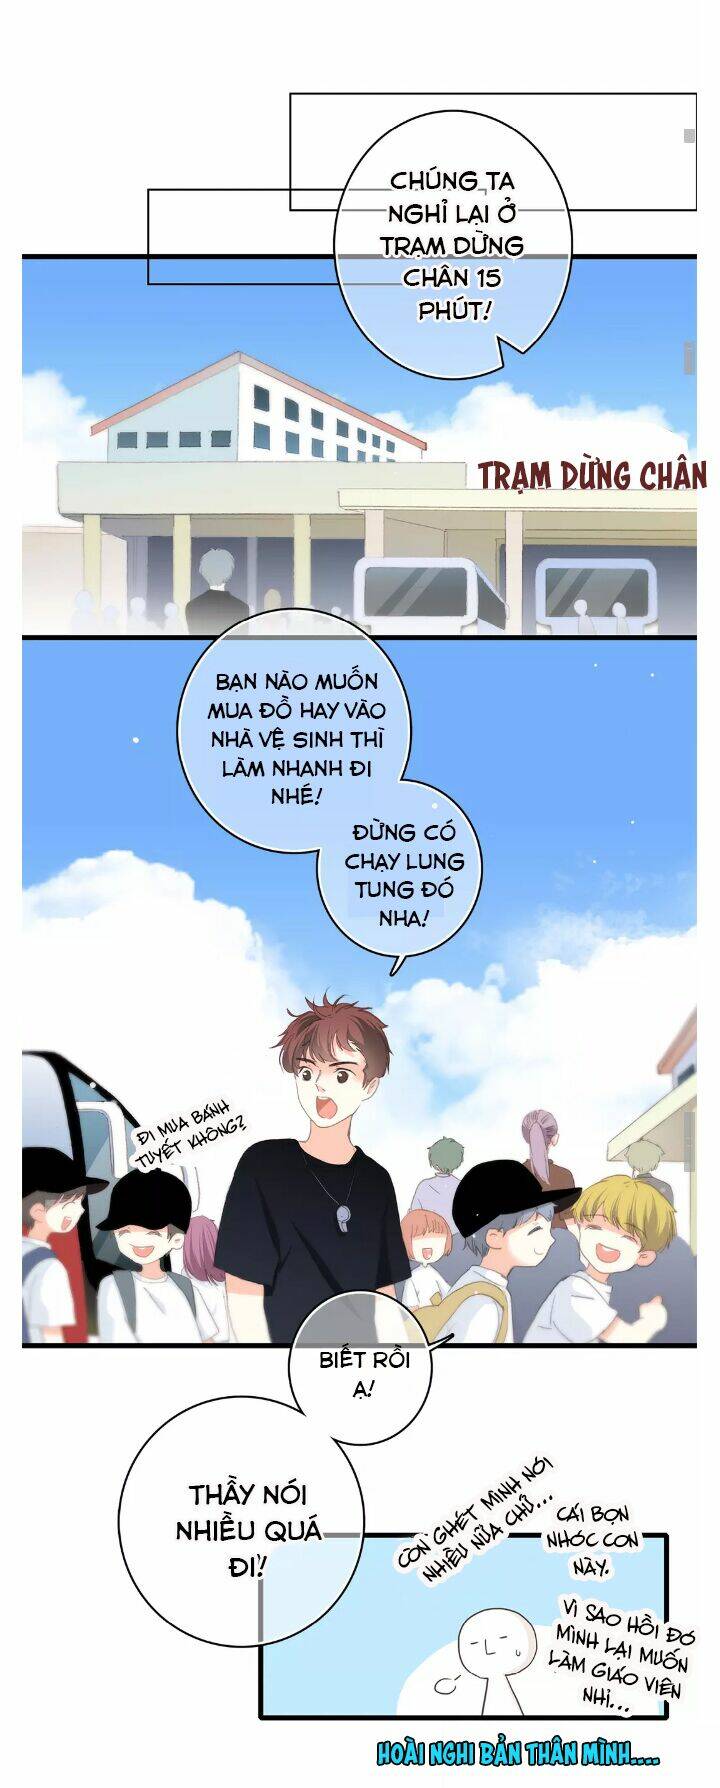 CHÚNG TA
NGHỈ LẠI Ở
TRẠM DỪNG
CHÂN 15
PHÚT!
TRẠM DỪNG CHÂN
BẠN NÀO MUỐN
MUA ĐỒ HAY VÀO
NHÀ VỆ SINH THÌ
LÀM NHANH ĐI
NHÉ!
ĐỪNG CÓ
CHẠY LUNG
TUNG ĐÓ
NHA!
ĐI MUA BÁNH
TUYẾT KHÔNG?
BIẾT RỒI
Ạ!
THẦY NÓI
NHIỀU QUÁ
ĐI!
CÒN GHÉT MÌNH NÓI
NHIỀU NỮA CHỨ...
CÁI BỌN
NHÓC CON
NÀY.
VÌ SAO HỒI ĐÓ
MÌNH LẠI MUỐN
LÀM GIÁO VIÊN
NHỈ...
HOÀI NGHI BẢN THÂN MÌNH....